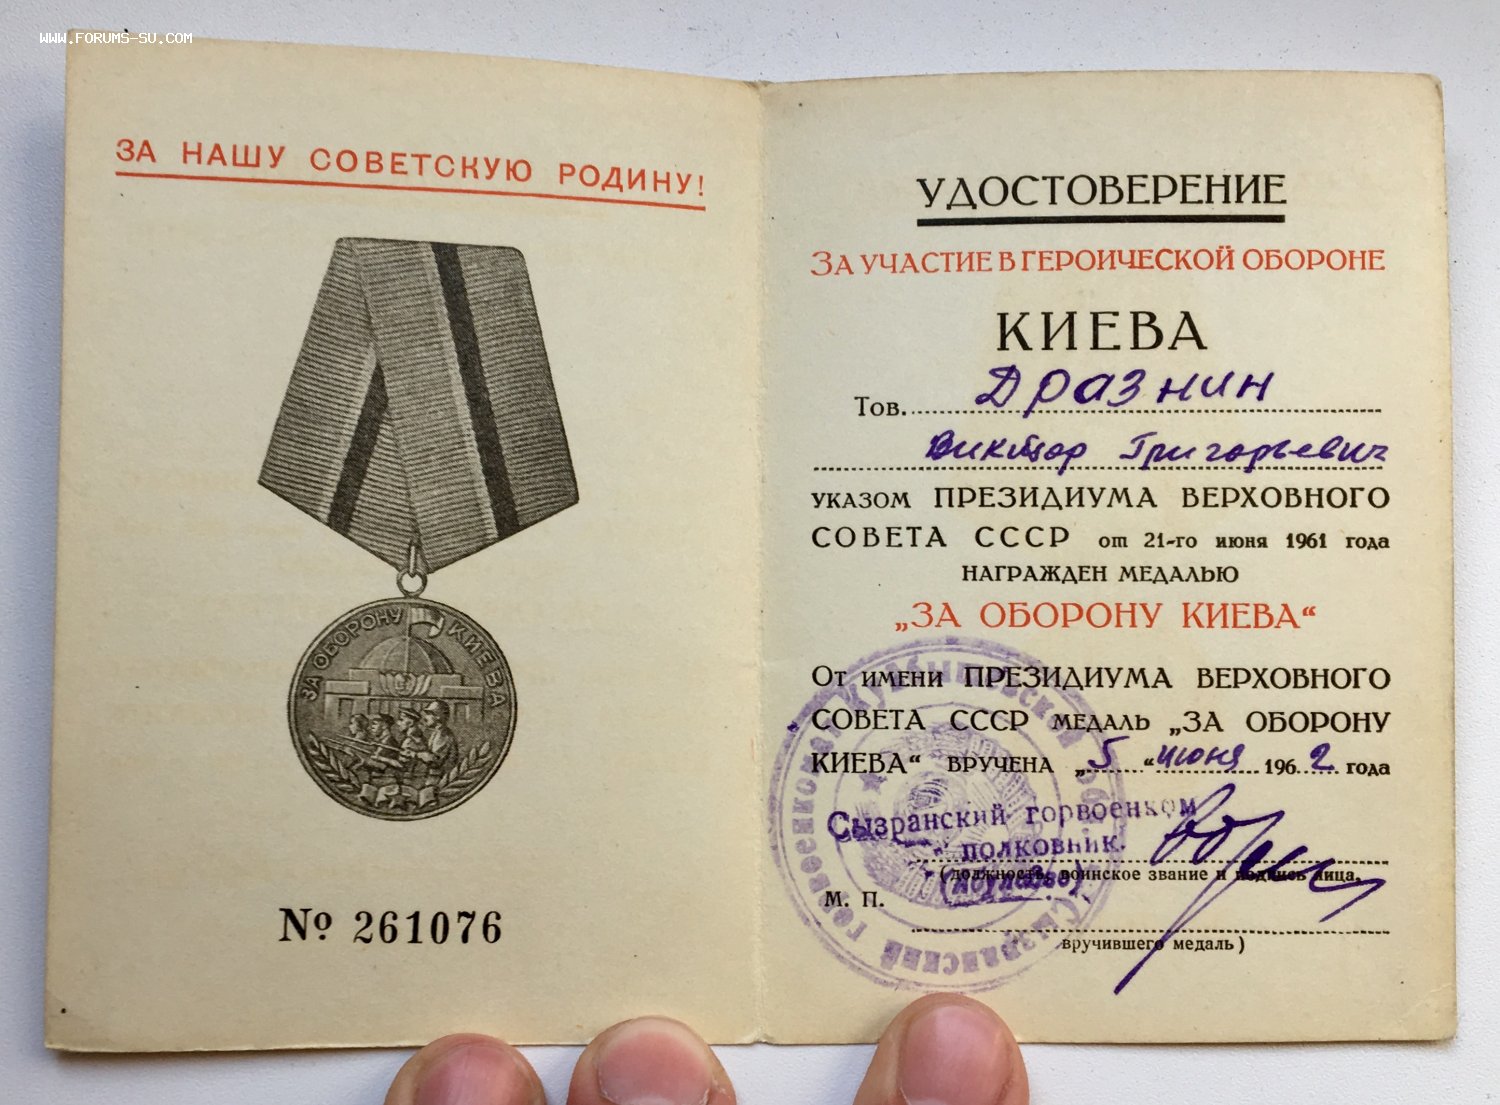 www.forums-su.com
ЗА НАШУ СОВЕТСКУЮ РОДИНУ!
ЗА ОБОРОНУ КИЕВА
№ 261076
УДОСТОВЕРЕНИЕ
ЗА УЧАСТИЕ В ГЕРОИЧЕСКОЙ ОБОРОНЕ
КИЕВА
Тов. Дразнин
Виктор Григорьевич
УКАЗОМ ПРЕЗИДИУМА ВЕРХОВНОГО
СОВЕТА СССР от 21-го июня 1961 года
НАГРАЖДЕН МЕДАЛЬЮ
„ЗА ОБОРОНУ КИЕВА“
От имени ПРЕЗИДИУМА ВЕРХОВНОГО
СОВЕТА СССР МЕДАЛЬ „ЗА ОБОРОНУ
КИЕВА“ ВРУЧЕНА „5“ июня 1962 года
Сызранский горвоенком
полковник
(должность, воинское звание и подпись лица,
М. П.
вручившего медаль)
Сызранский горвоенкомат Куйбышевской